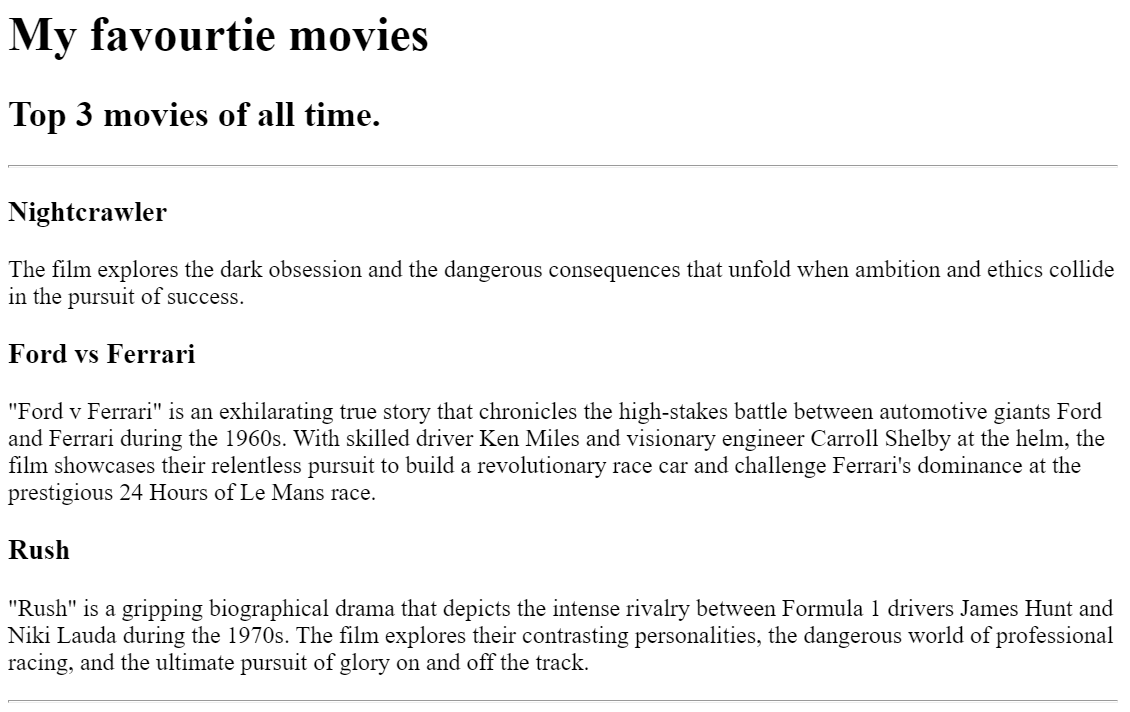 My favourtie movies
Top 3 movies of all time.
Nightcrawler
The film explores the dark obsession and the dangerous consequences that unfold when ambition and ethics collide
in the pursuit of success.
Ford vs Ferrari
"Ford v Ferrari" is an exhilarating true story that chronicles the high-stakes battle between automotive giants Ford
and Ferrari during the 1960s. With skilled driver Ken Miles and visionary engineer Carroll Shelby at the helm, the
film showcases their relentless pursuit to build a revolutionary race car and challenge Ferrari's dominance at the
prestigious 24 Hours of Le Mans race.
Rush
"Rush" is a gripping biographical drama that depicts the intense rivalry between Formula 1 drivers James Hunt and
Niki Lauda during the 1970s. The film explores their contrasting personalities, the dangerous world of professional
racing, and the ultimate pursuit of glory on and off the track.